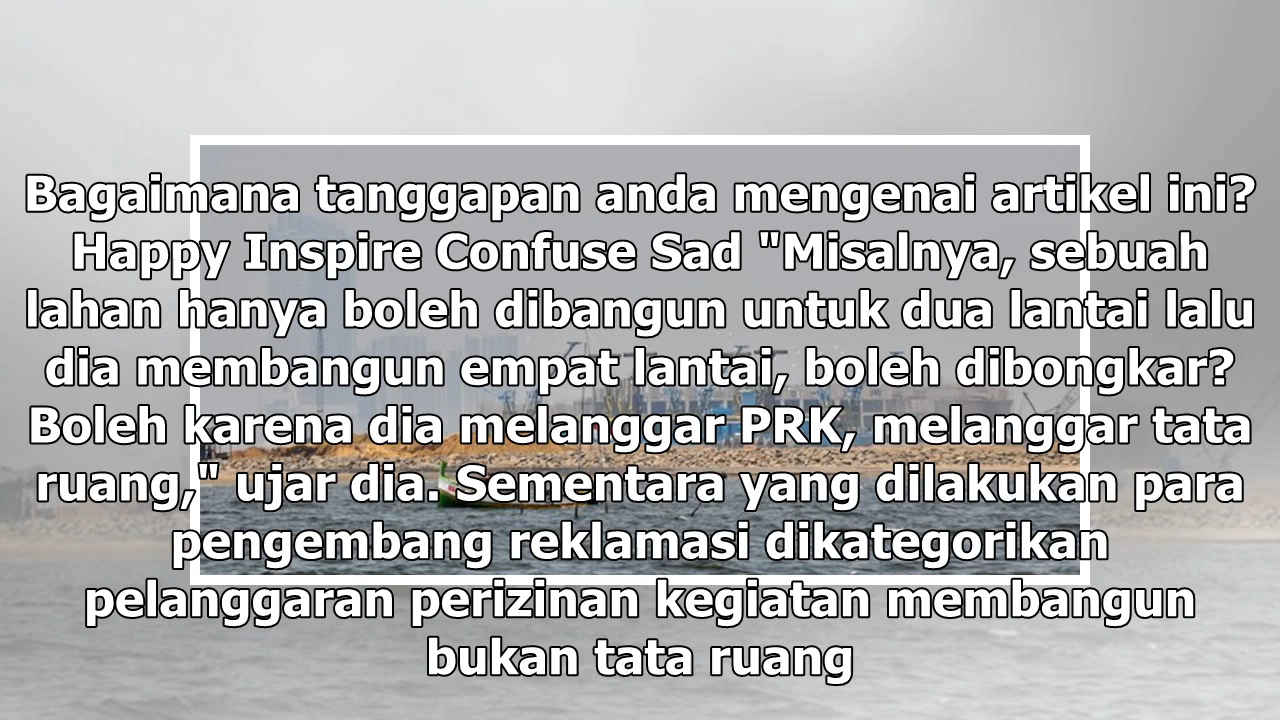 Bagaimana tanggapan anda mengenai artikel ini?
Happy Inspire Confuse Sad "Misalnya, sebuah
lahan hanya boleh dibangun untuk dua lantai lalu
dia membangun empat lantai, boleh dibongkar?
Boleh karena dia melanggar PRK, melanggar tata
ruang," ujar dia. Sementara yang dilakukan para
pengembang reklamasi dikategorikan
pelanggaran perizinan kegiatan membangun
bukan tata ruang